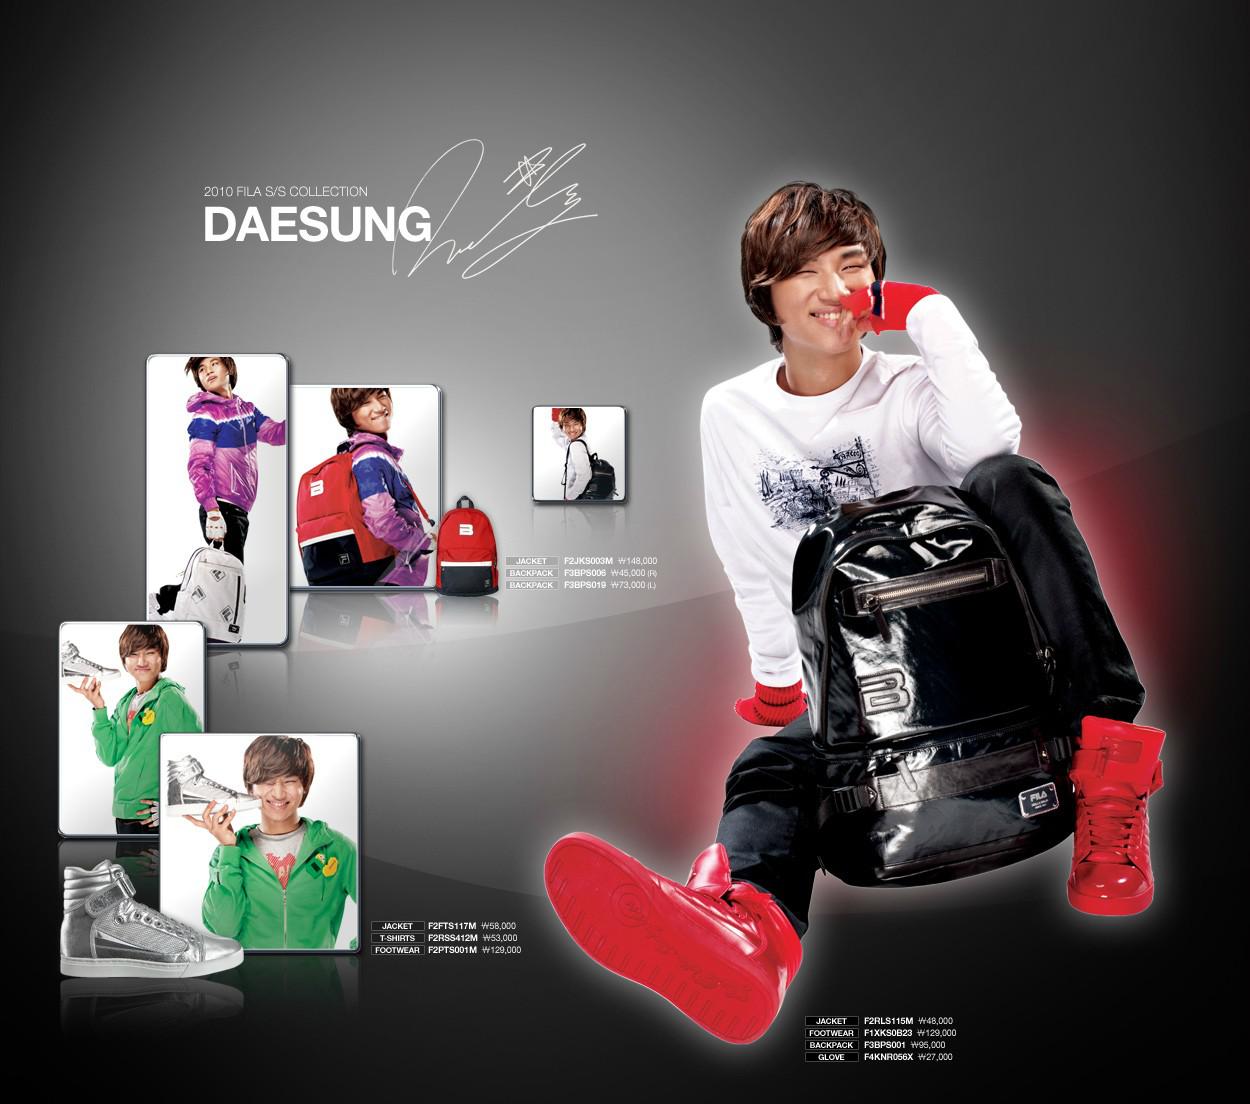 2010 FILA S/S COLLECTION
DAESUNG
B
B
JACKET F2JKS003M ₩148,000
BACKPACK F3BPS006 ₩45,000 (R)
BACKPACK F3BPS019 ₩73,000 (L)
B
FILA
JACKET F2FTS117M ₩58,000
T-SHIRTS F2RSS412M ₩53,000
FOOTWEAR F2PTS001M ₩129,000
JACKET F2RLS115M ₩48,000
FOOTWEAR F1XKS0B23 ₩129,000
BACKPACK F3BPS001 ₩95,000
GLOVE F4KNR056X ₩27,000